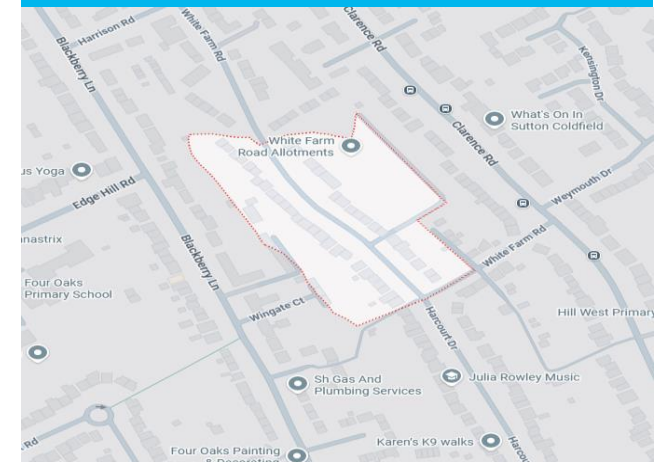 Harrison Rd
White Farm Rd
Blackberry Ln
Clarence Rd
Kensington Dr
What's On In
Sutton Coldfield
White Farm
Road Allotments
Clarence Rd
us Yoga
Edge Hill Rd
Weymouth Dr
nastrix
Blackberry Ln
White Farm Rd
Four Oaks
Primary School
Wingate Ct
Harcourt Dr
Hill West Primary
Sh Gas And
Plumbing Services
Julia Rowley Music
Rd
Karen's K9 walks
Harco
Four Oaks Painting
& Decorating